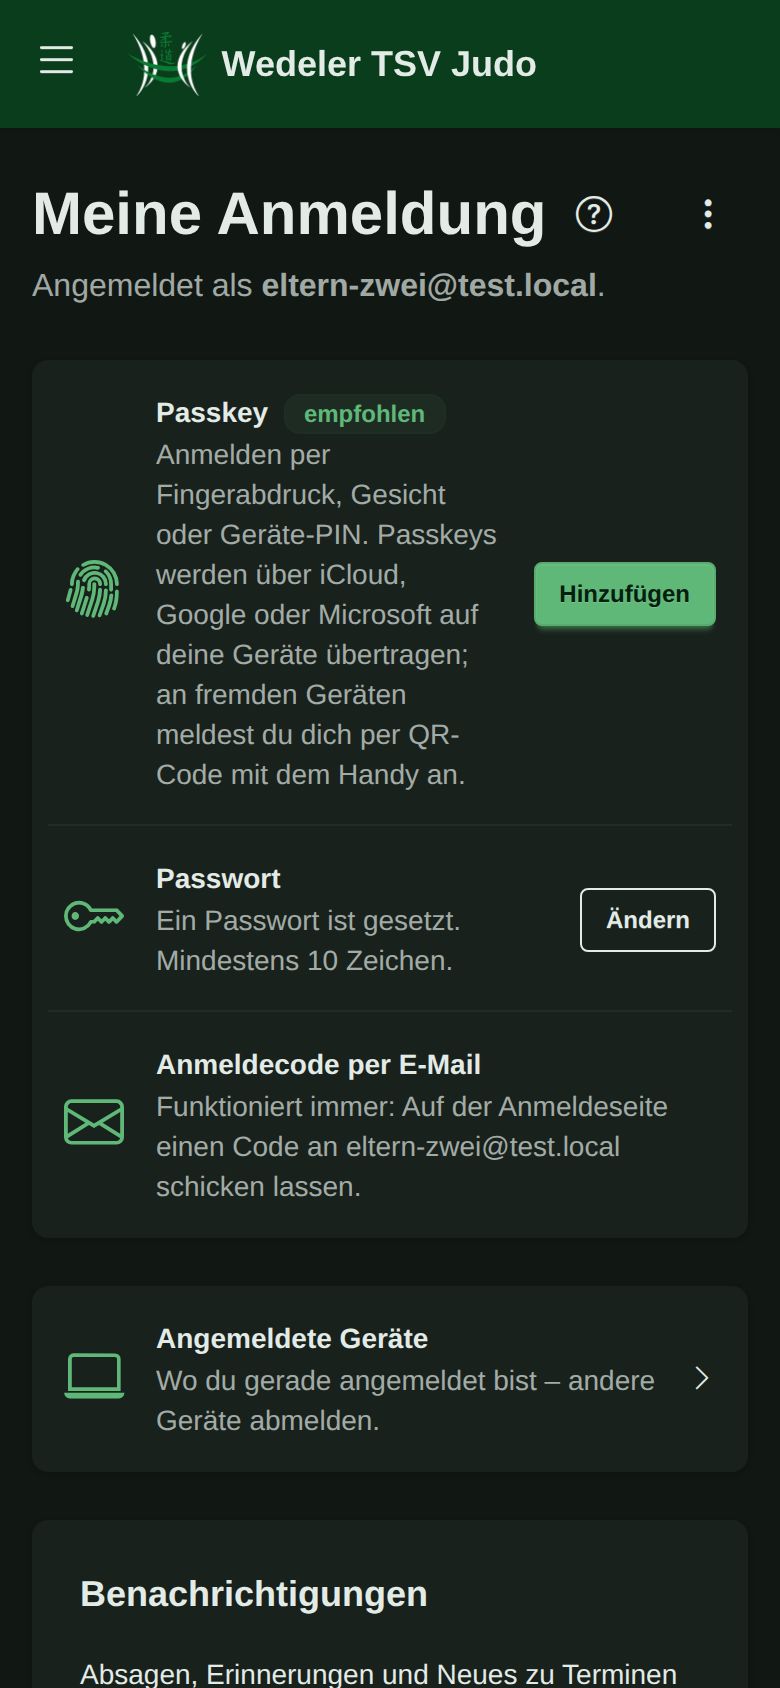 柔道
Wedeler TSV Judo
Meine Anmeldung
Angemeldet als eltern-zwei@test.local.
Passkey empfohlen
Anmelden per
Fingerabdruck, Gesicht
oder Geräte-PIN. Passkeys
werden über iCloud,
Google oder Microsoft auf
deine Geräte übertragen;
an fremden Geräten
meldest du dich per QR-
Code mit dem Handy an.
Hinzufügen
Passwort
Ein Passwort ist gesetzt.
Mindestens 10 Zeichen.
Ändern
Anmeldecode per E-Mail
Funktioniert immer: Auf der Anmeldeseite
einen Code an eltern-zwei@test.local
schicken lassen.
Angemeldete Geräte
Wo du gerade angemeldet bist – andere
Geräte abmelden.
Benachrichtigungen
Absagen, Erinnerungen und Neues zu Terminen